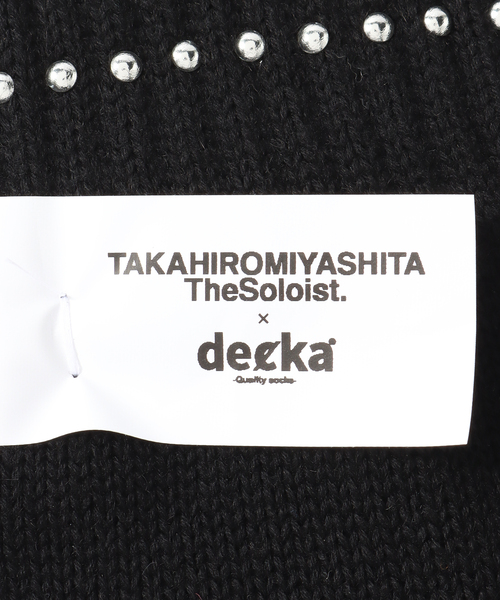 TAKAHIROMIYASHITA
TheSoloist.
×
decka
-Quality socks-